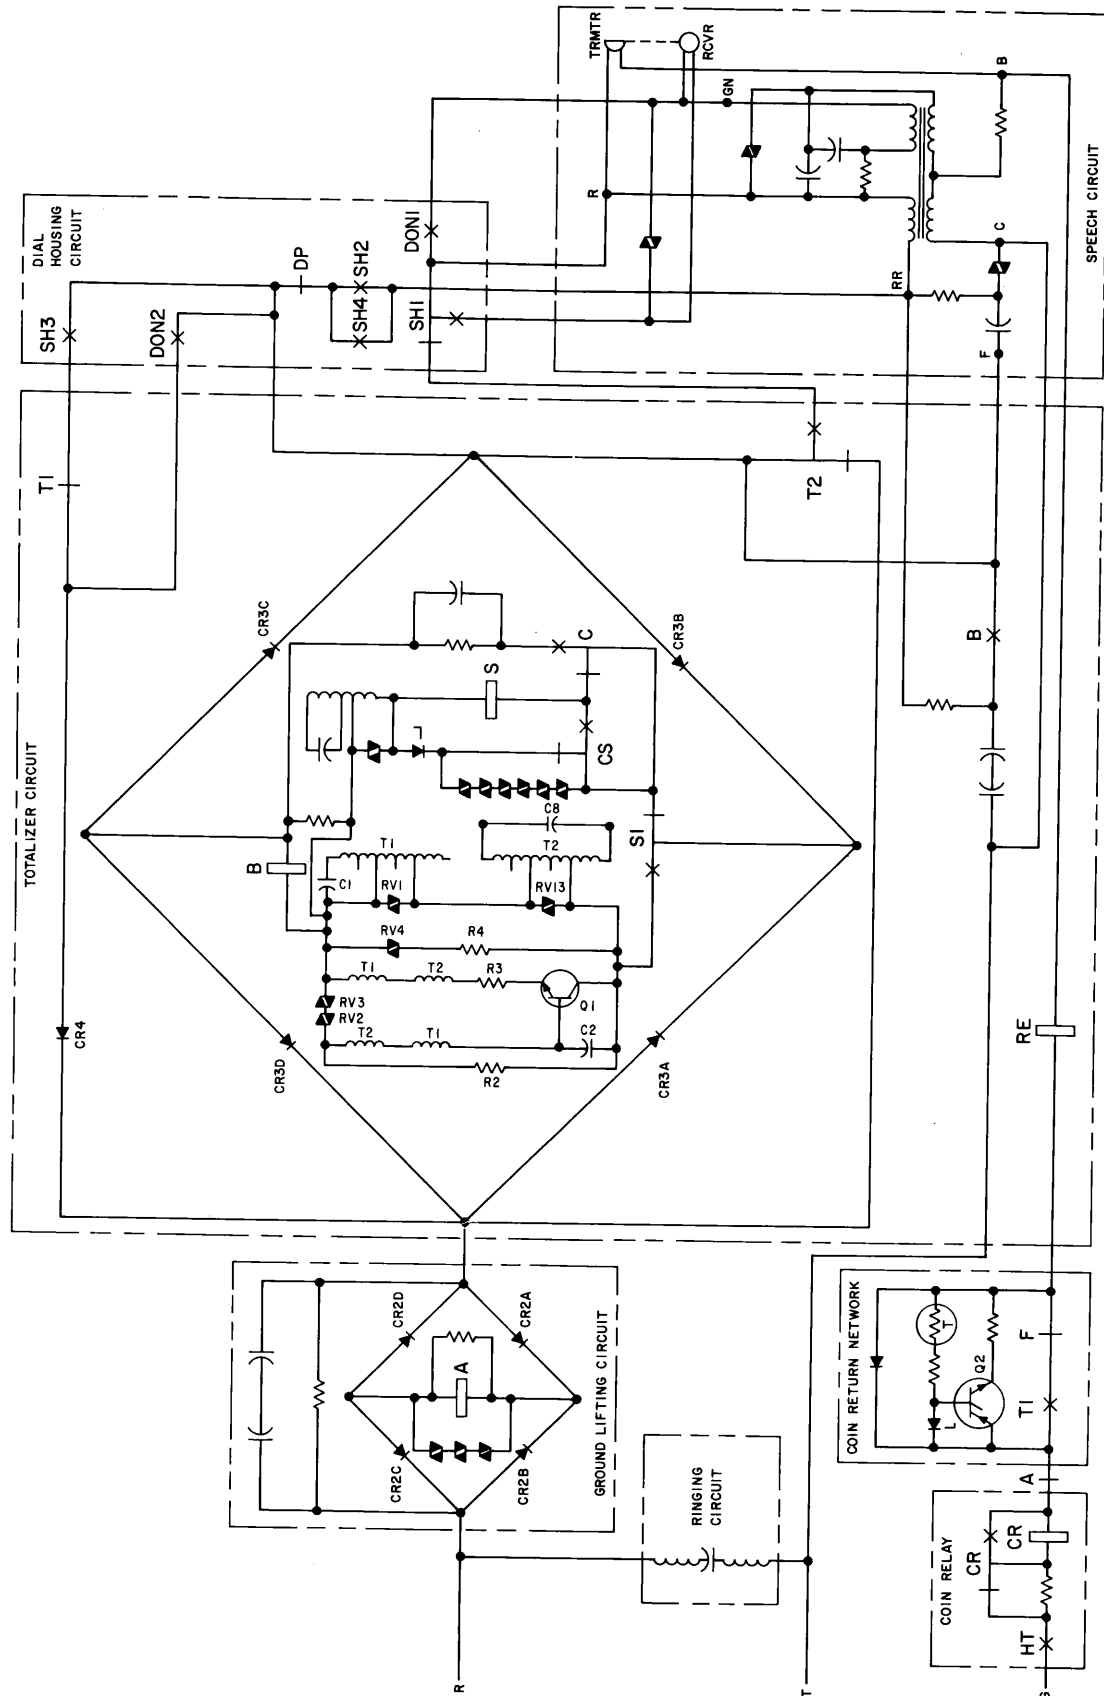 TRMTR
RCVR
B
GN
R
C
RR
F
SPEECH CIRCUIT
DIAL
HOUSING
CIRCUIT
SH3
DON2
DP
SH4
SH2
SH1
DON1
TOTALIZER CIRCUIT
T1
T2
CR3C
CR3B
C
S
L
CS
B
B
T1
C1
RV1
C8
T2
RV13
S1
RV4
R4
T1
T2
R3
RV3
RV2
Q1
T2
T1
C2
R2
CR4
CR3D
CR3A
RE
GROUND LIFTING CIRCUIT
CR2D
CR2A
A
CR2C
CR2B
COIN RETURN NETWORK
T
L
Q2
F
T1
A
RINGING
CIRCUIT
COIN RELAY
CR
CR
HT
R
T